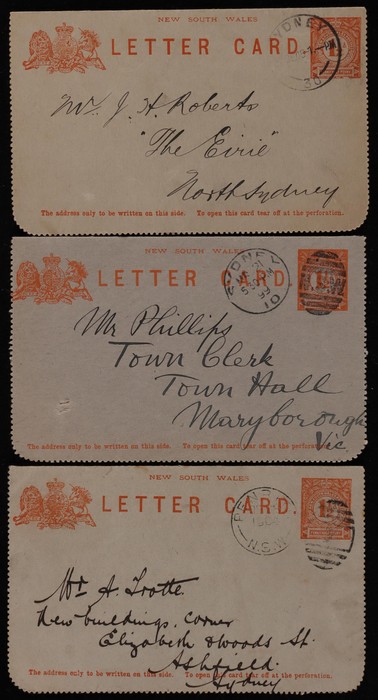 NEW SOUTH WALES
LETTER CARD.
SYDNEY
30
Mr. J. H. Roberts
"The Eirie"
North Sydney
The address only to be written on this side. To open this card tear off at the perforation.
NEW SOUTH WALES
LETTER CARD
SYDNEY
10
Mr Phillips
Town Clerk
Town Hall
Maryborough
Vic
The address only to be written on this side. To open this card tear off at the perforation.
NEW SOUTH WALES
LETTER CARD.
N.S.W
Mr A. Trotte.
New buildings. Corner
Elizabeth & Woods St.
Ashfield.
Sydney
The address only to be written on this side. To open this card tear off at the perforation.